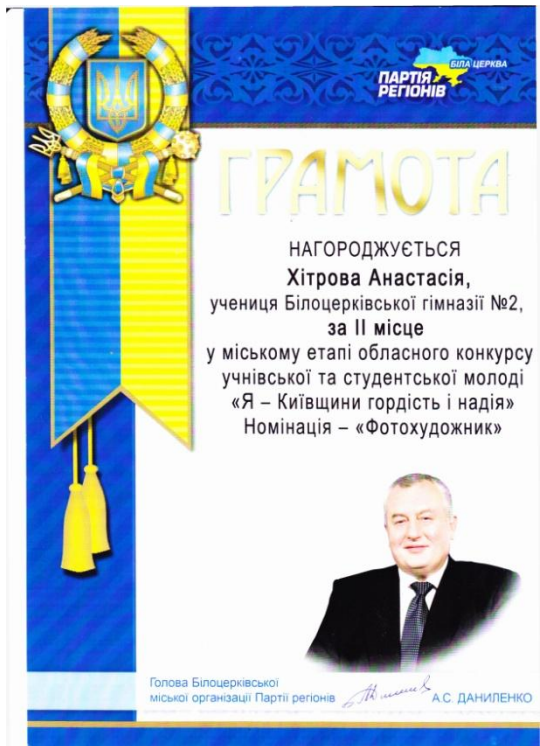 БІЛА ЦЕРКВА
ПАРТІЯ
РЕГІОНІВ
ГРАМОТА
НАГОРОДЖУЄТЬСЯ
Хітрова Анастасія,
учениця Білоцерківської гімназії №2,
за ІІ місце
у міському етапі обласного конкурсу
учнівської та студентської молоді
«Я – Київщини гордість і надія»
Номінація – «Фотохудожник»
Голова Білоцерківської
міської організації Партії регіонів А.С. ДАНИЛЕНКО